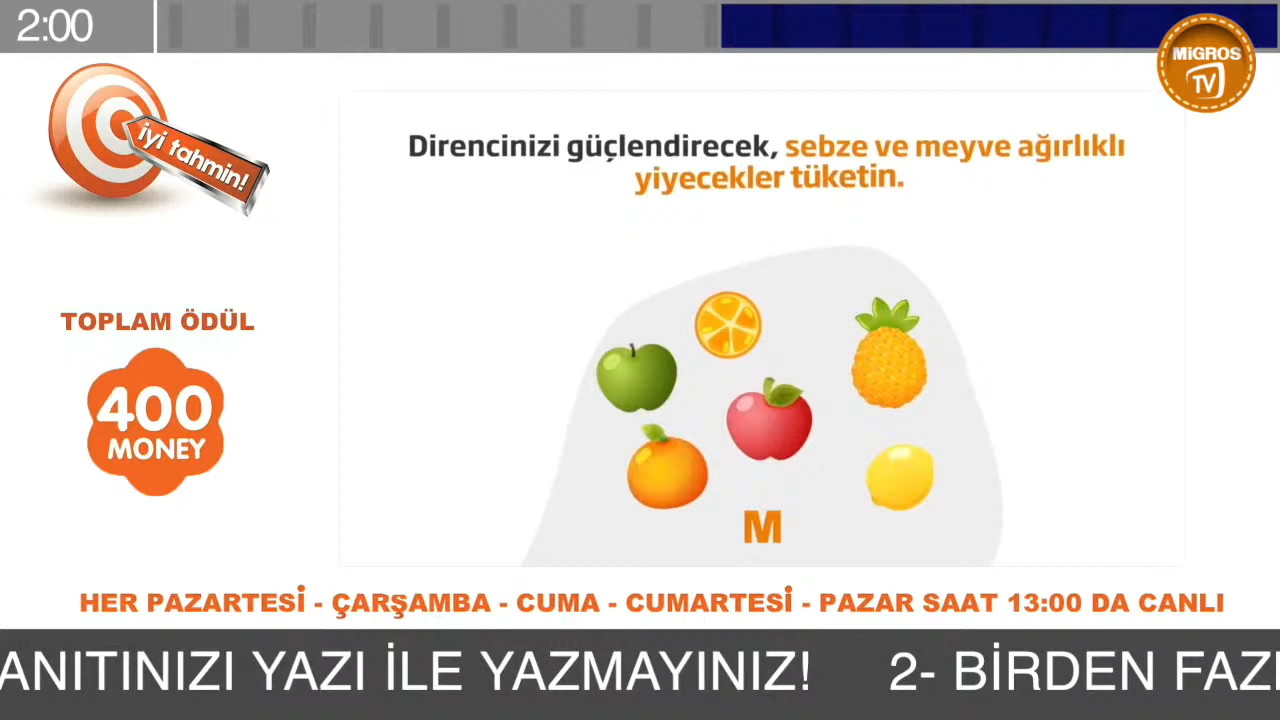 2:00
MiGROS
TV
iyi tahmin!
Direncinizi güçlendirecek, sebze ve meyve ağırlıklı
yiyecekler tüketin.
TOPLAM ÖDÜL
400
MONEY
M
HER PAZARTESİ - ÇARŞAMBA - CUMA - CUMARTESİ - PAZAR SAAT 13:00 DA CANLI
ANITINIZI YAZI İLE YAZMAYINIZ! 2- BİRDEN FAZ